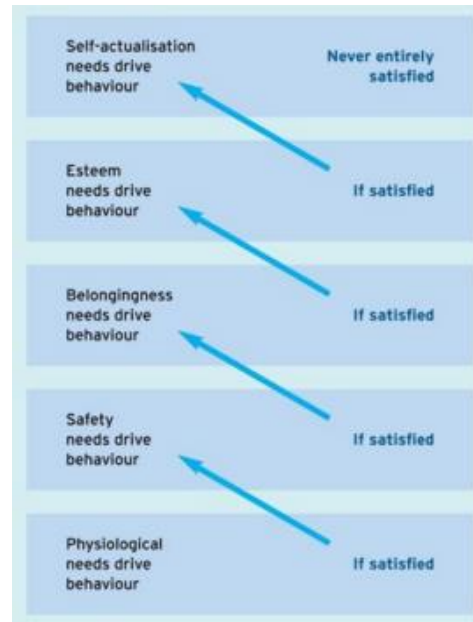 Self-actualisation
needs drive
behaviour
Never entirely
satisfied
Esteem
needs drive
behaviour
If satisfied
Belongingness
needs drive
behaviour
If satisfied
Safety
needs drive
behaviour
If satisfied
Physiological
needs drive
behaviour
If satisfied